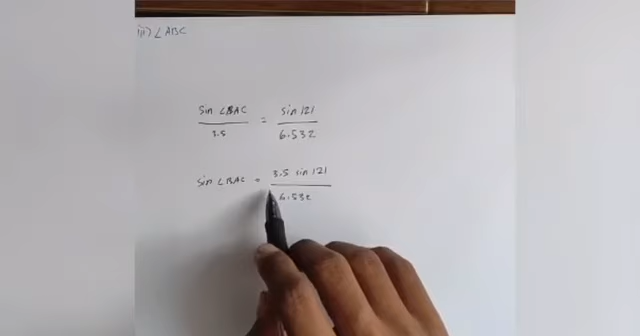 iii) ∠ABC
sin ∠BAC / 3.5 = sin 121 / 6.532
sin ∠BAC = 3.5 sin 121 / 6.532